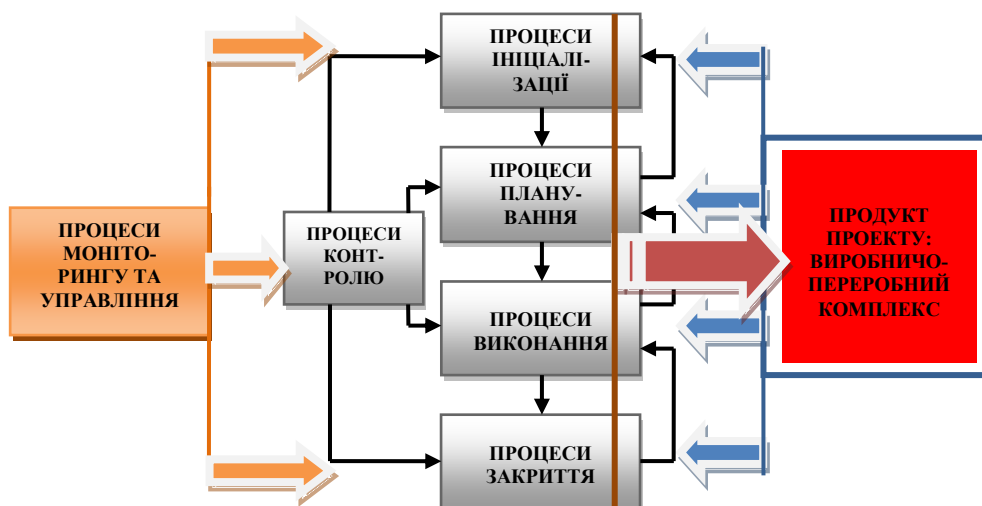 ПРОЦЕСИ
ІНІЦІАЛІ-
ЗАЦІЇ
ПРОЦЕСИ
ПЛАНУ-
ВАННЯ
ПРОЦЕСИ
МОНІТО-
РИНГУ ТА
УПРАВЛІННЯ
ПРОЦЕСИ
КОНТ-
РОЛЮ
ПРОДУКТ
ПРОЕКТУ:
ВИРОБНИЧО-
ПЕРЕРОБНИЙ
КОМПЛЕКС
ПРОЦЕСИ
ВИКОНАННЯ
ПРОЦЕСИ
ЗАКРИТТЯ